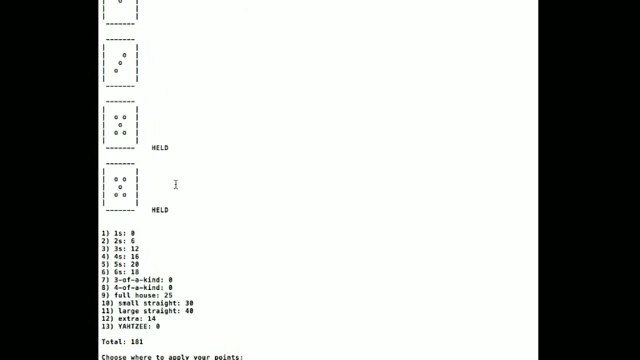 HELD
HELD
1) 1s: 0
2) 2s: 6
3) 3s: 12
4) 4s: 16
5) 5s: 20
6) 6s: 18
7) 3-of-a-kind: 0
8) 4-of-a-kind: 0
9) full house: 25
10) small straight: 30
11) large straight: 40
12) extra: 14
13) YAHTZEE: 0
Total: 181
Choose where to apply your points: